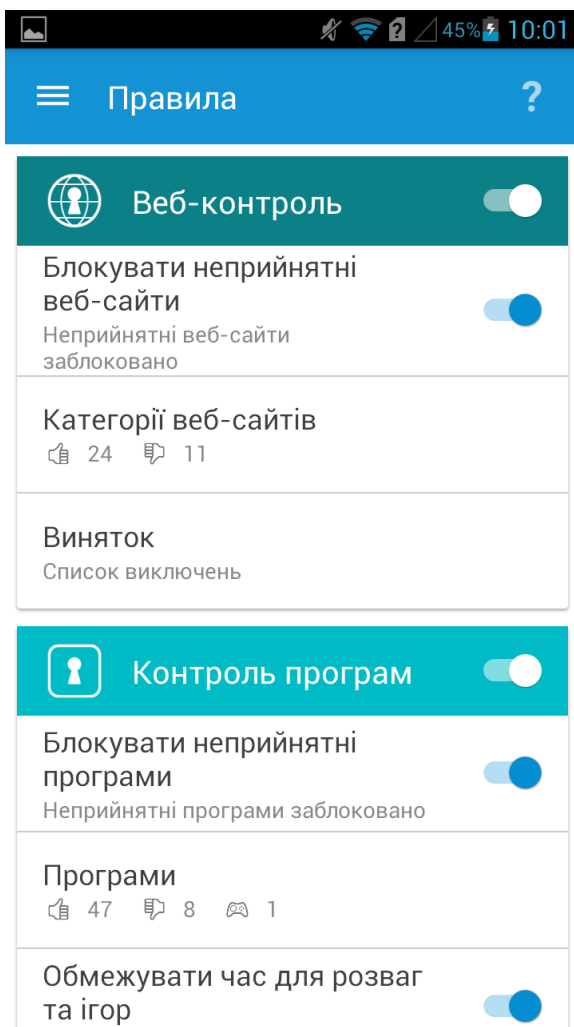 45% 10:01
Правила ?
Веб-контроль
Блокувати неприйнятні
веб-сайти
Неприйнятні веб-сайти
заблоковано
Категорії веб-сайтів
24 11
Виняток
Список виключень
Контроль програм
Блокувати неприйнятні
програми
Неприйнятні програми заблоковано
Програми
47 8 1
Обмежувати час для розваг
та ігор